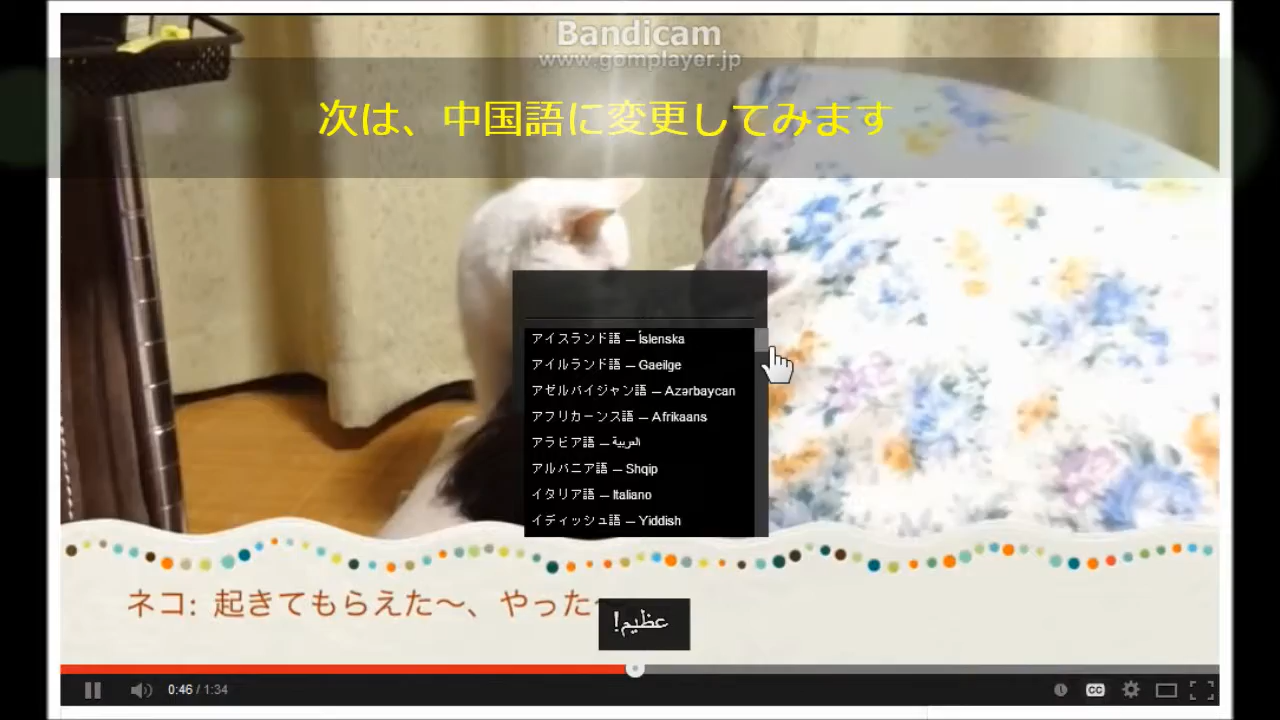 Bandicam
www.gomplayer.jp
次は、中国語に変更してみます
アイスランド語 – Íslenska
アイルランド語 – Gaeilge
アゼルバイジャン語 – Azərbaycan
アフリカーンス語 – Afrikaans
アラビア語 – العربية
アルバニア語 – Shqip
イタリア語 – Italiano
イディッシュ語 – Yiddish
ネコ: 起きてもらえた～、やった~
عظيم!
0:46 / 1:34
CC